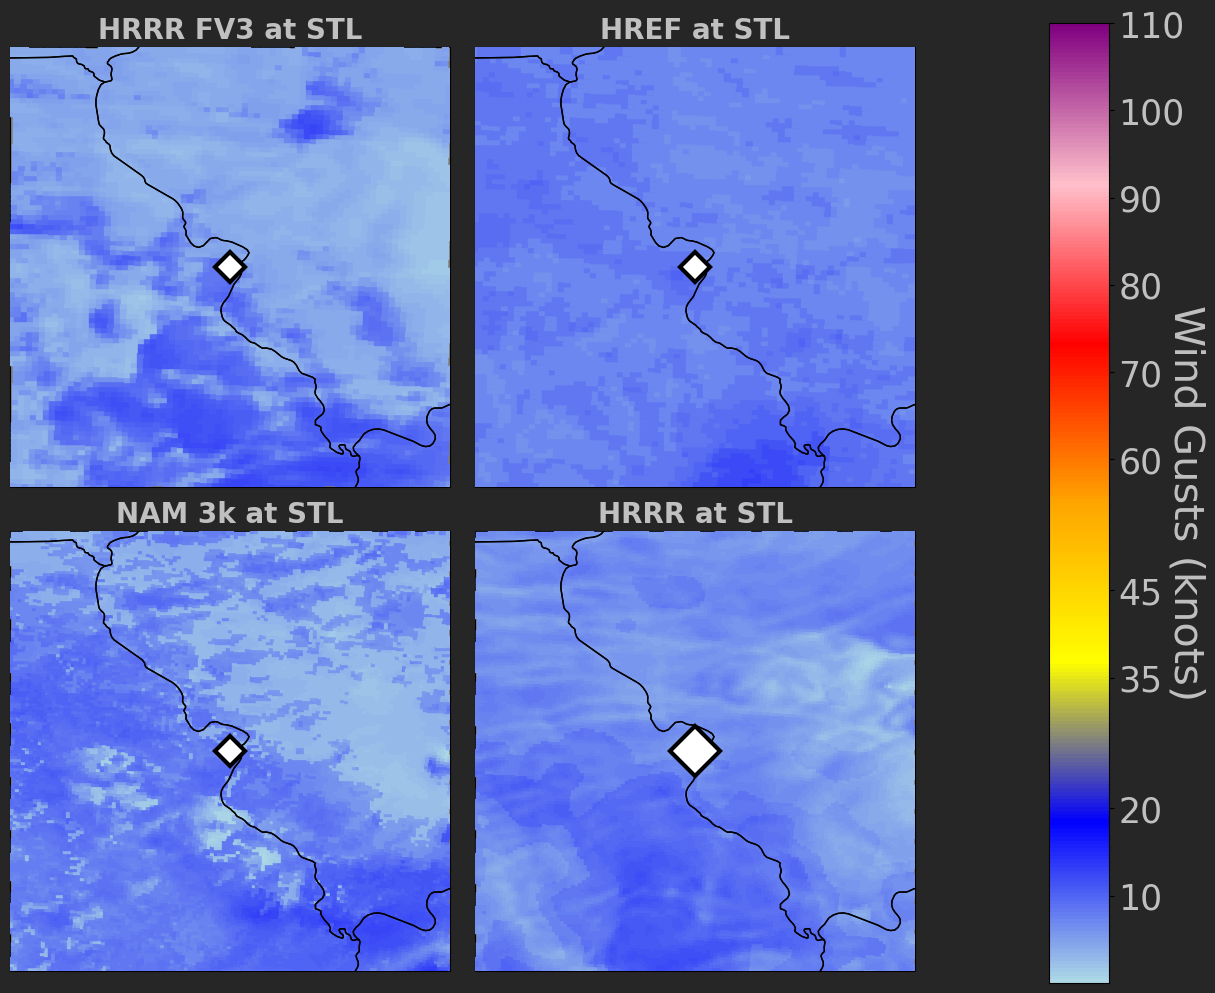 HRRR FV3 at STL
HREF at STL
NAM 3k at STL
HRRR at STL
110
100
90
80
70
60
45
35
20
10
Wind Gusts (knots)